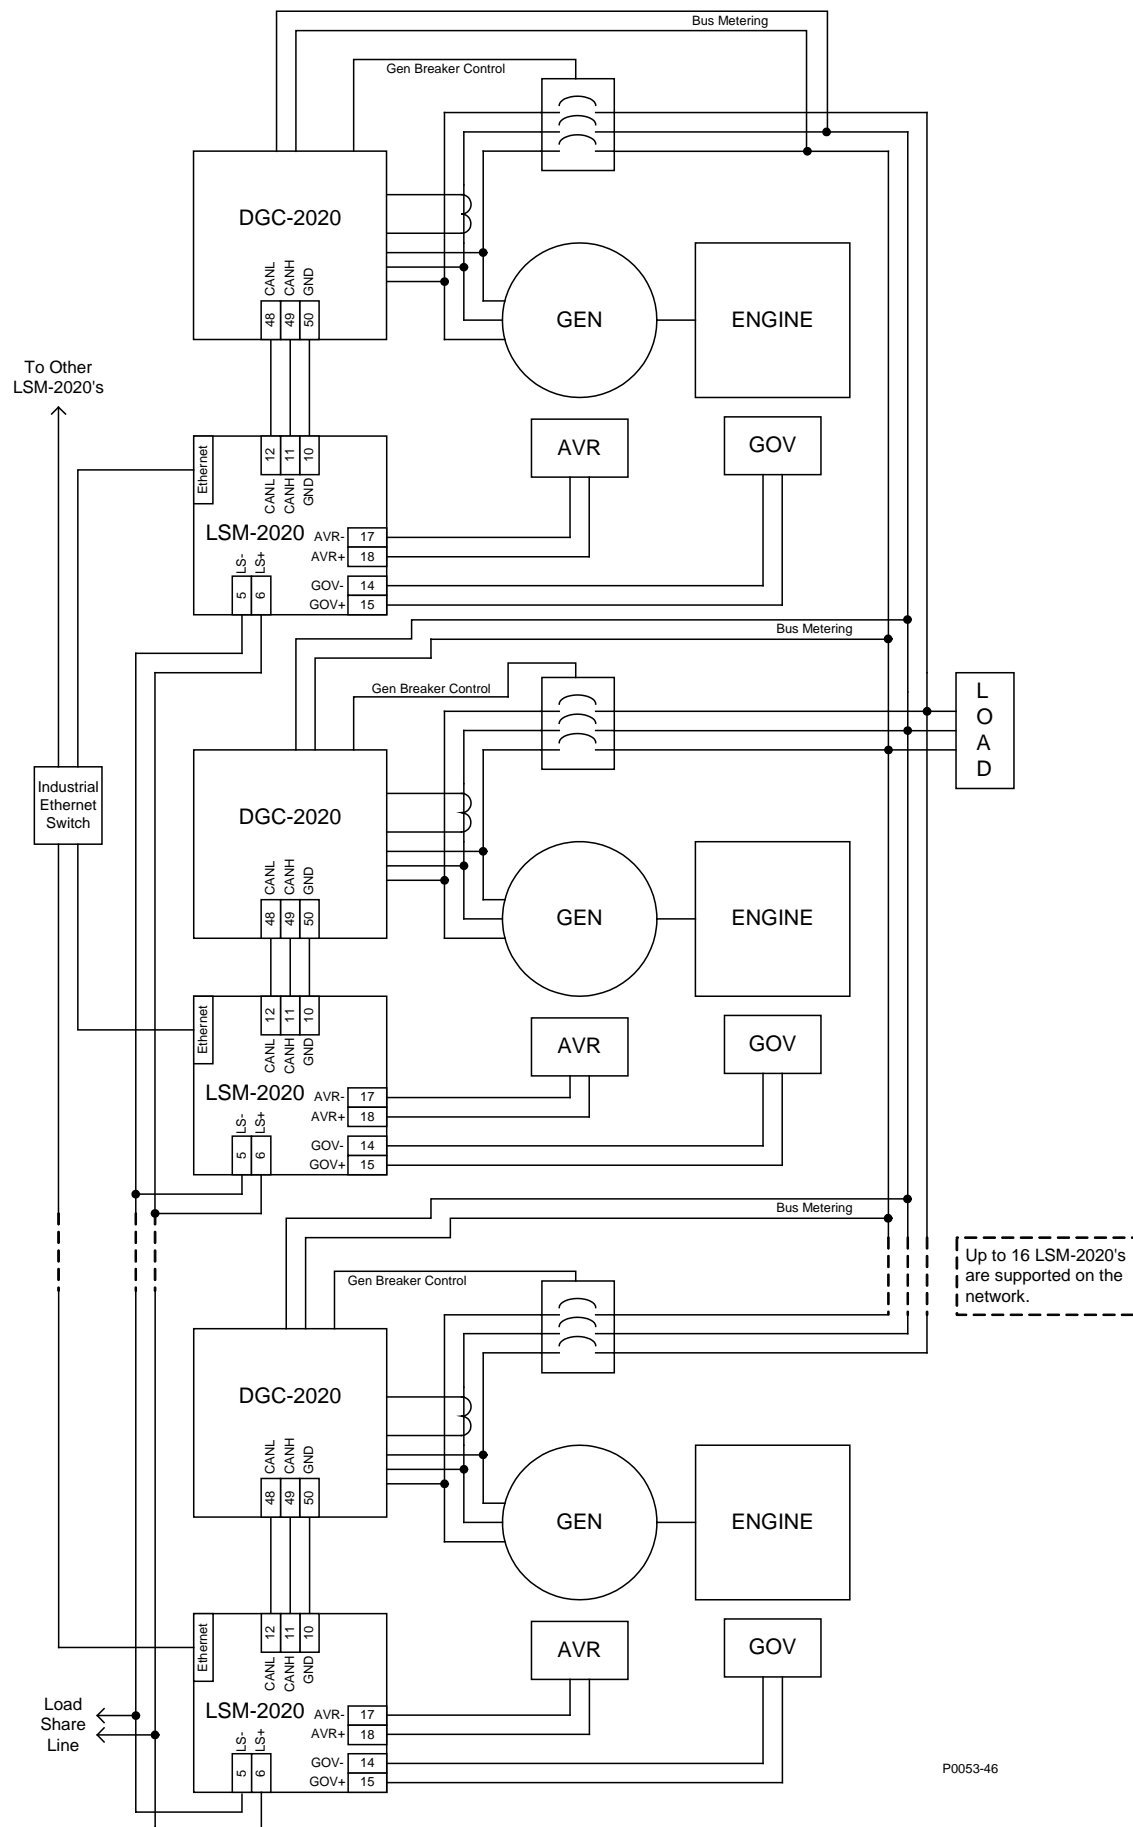 Bus Metering
Gen Breaker Control
DGC-2020
CANL
CANH
GND
48
49
50
GEN
ENGINE
To Other
LSM-2020's
AVR
GOV
Ethernet
12
11
10
CANL
CANH
GND
LSM-2020
AVR- 17
AVR+ 18
LS-
LS+
5
6
GOV- 14
GOV+ 15
Bus Metering
Gen Breaker Control
L
O
A
D
Industrial
Ethernet
Switch
DGC-2020
CANL
CANH
GND
48
49
50
GEN
ENGINE
Ethernet
12
11
10
CANL
CANH
GND
AVR
GOV
LSM-2020
AVR- 17
AVR+ 18
LS-
LS+
5
6
GOV- 14
GOV+ 15
Bus Metering
Up to 16 LSM-2020's
are supported on the
network.
Gen Breaker Control
DGC-2020
CANL
CANH
GND
48
49
50
GEN
ENGINE
Ethernet
12
11
10
CANL
CANH
GND
AVR
GOV
LSM-2020
AVR- 17
AVR+ 18
LS-
LS+
5
6
GOV- 14
GOV+ 15
Load
Share
Line
P0053-46